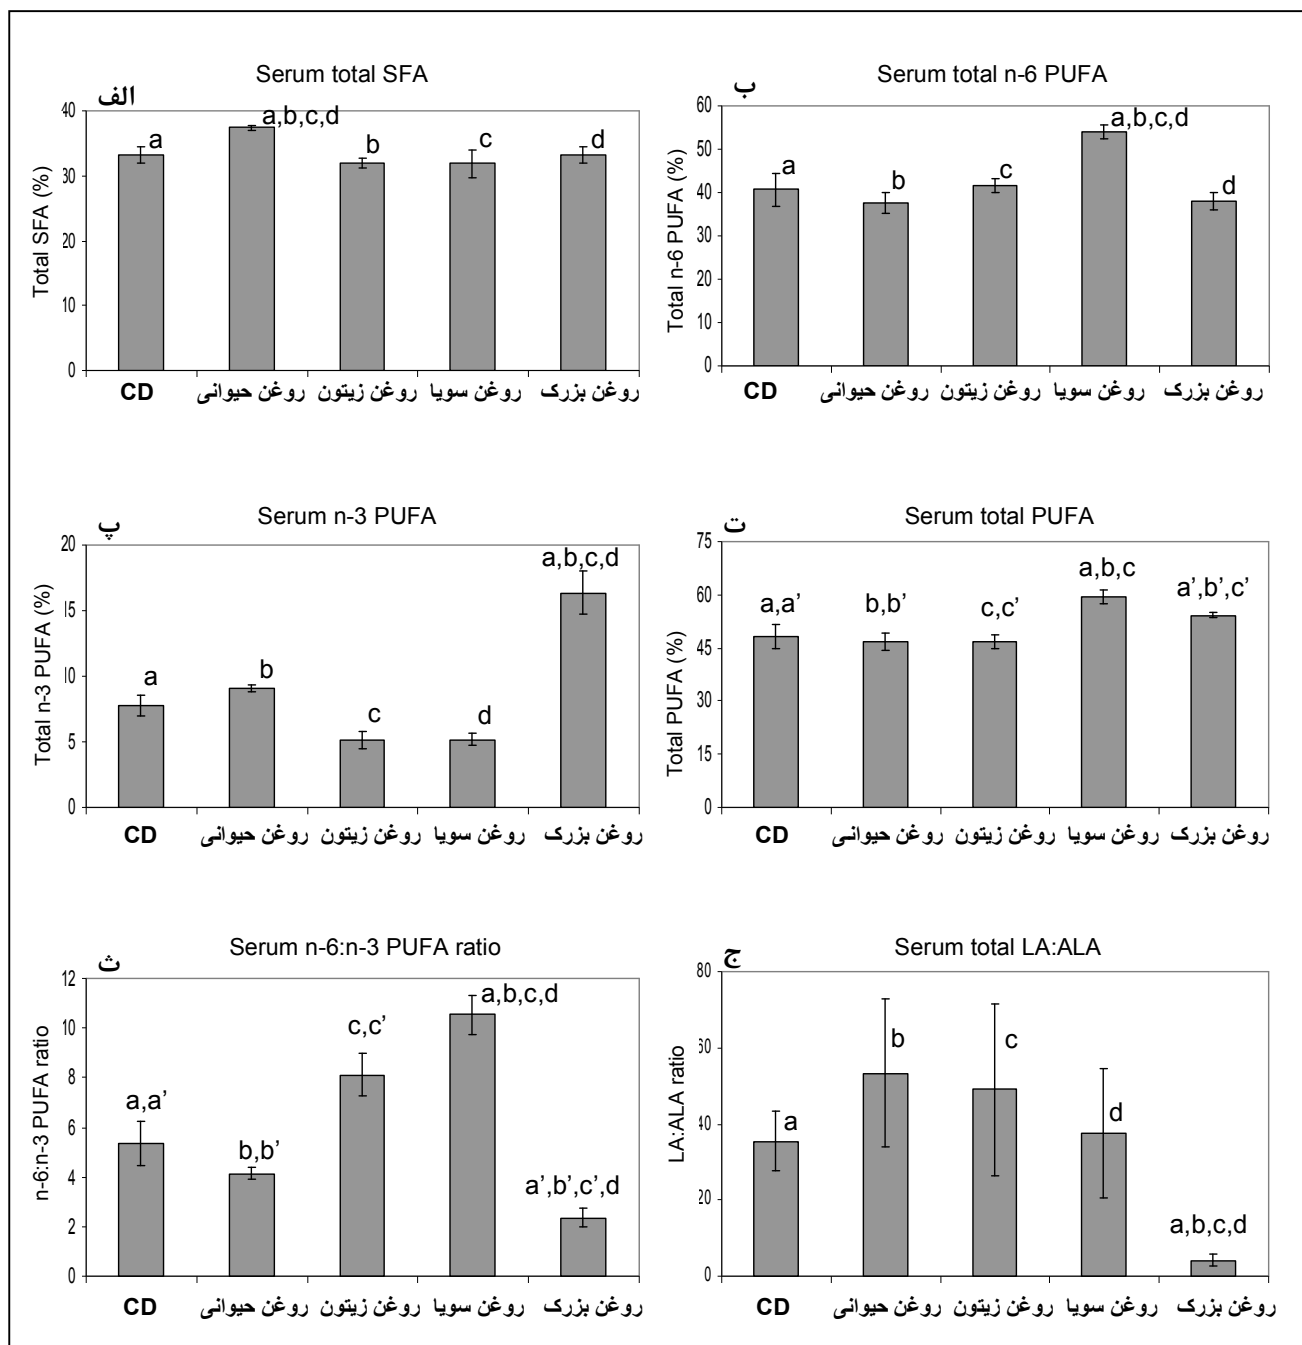 Serum total SFA
الف
Total SFA (%)
40
30
20
10
0
a
a,b,c,d
b
c
d
CD
روغن حیوانی
روغن زیتون
روغن سویا
روغن بزرک
Serum total n-6 PUFA
ب
Total n-6 PUFA (%)
60
50
40
30
20
10
0
a
b
c
a,b,c,d
d
CD
روغن حیوانی
روغن زیتون
روغن سویا
روغن بزرک
Serum n-3 PUFA
پ
Total n-3 PUFA (%)
20
15
10
5
0
a
b
c
d
a,b,c,d
CD
روغن حیوانی
روغن زیتون
روغن سویا
روغن بزرک
Serum total PUFA
ت
Total PUFA (%)
75
60
45
30
15
0
a,a’
b,b’
c,c’
a,b,c
a’,b’,c’
CD
روغن حیوانی
روغن زیتون
روغن سویا
روغن بزرک
Serum n-6:n-3 PUFA ratio
ث
n-6:n-3 PUFA ratio
12
10
8
6
4
2
0
a,a’
b,b’
c,c’
a,b,c,d
a’,b’,c’,d
CD
روغن حیوانی
روغن زیتون
روغن سویا
روغن بزرک
Serum total LA:ALA
ج
LA:ALA ratio
80
60
40
20
0
a
b
c
d
a,b,c,d
CD
روغن حیوانی
روغن زیتون
روغن سویا
روغن بزرک